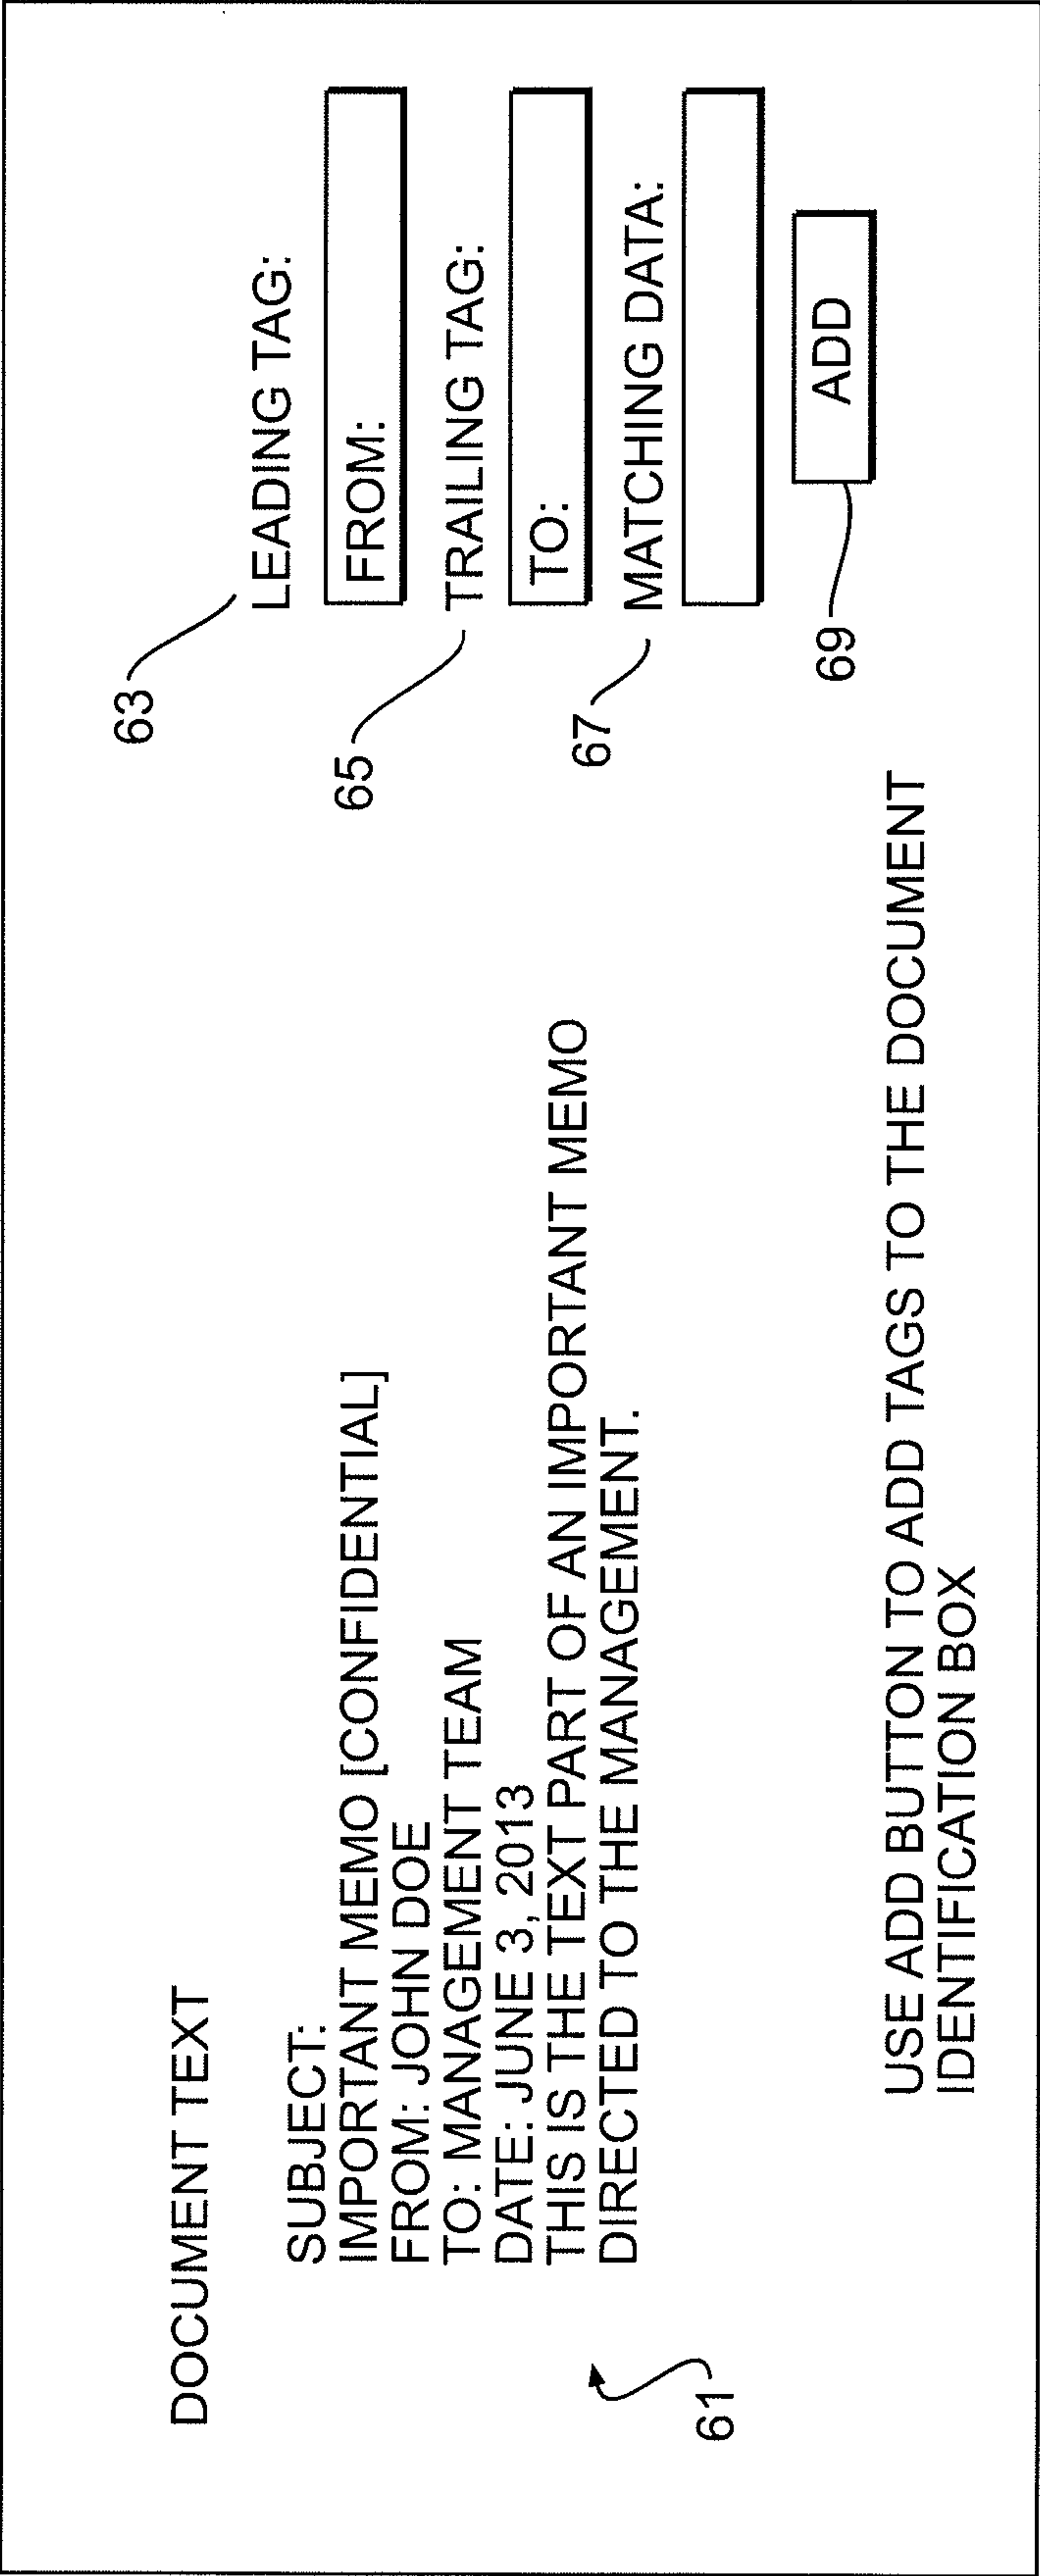 DOCUMENT TEXT
SUBJECT:
IMPORTANT MEMO [CONFIDENTIAL]
FROM: JOHN DOE
TO: MANAGEMENT TEAM
DATE: JUNE 3, 2013
THIS IS THE TEXT PART OF AN IMPORTANT MEMO
DIRECTED TO THE MANAGEMENT.
61
63
LEADING TAG:
FROM:
65
TRAILING TAG:
TO:
67
MATCHING DATA:
69
ADD
USE ADD BUTTON TO ADD TAGS TO THE DOCUMENT
IDENTIFICATION BOX